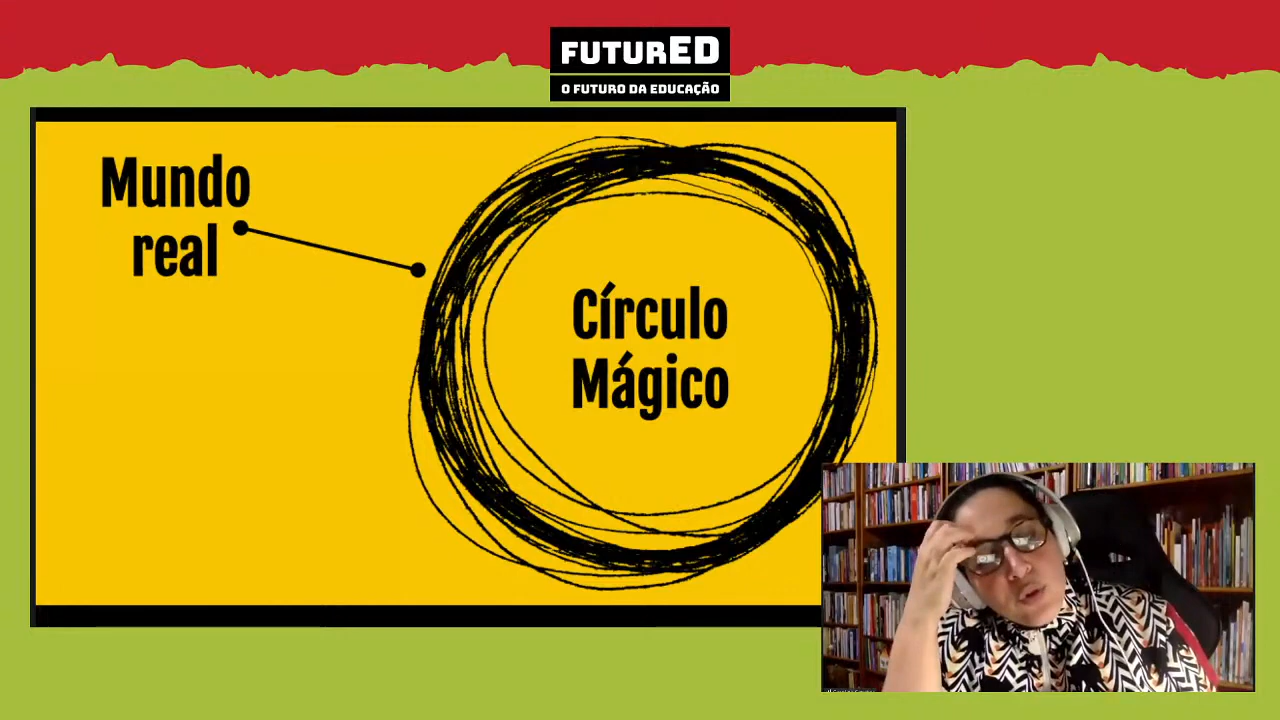 FUTURED
O FUTURO DA EDUCAÇÃO
Mundo
real
Círculo
Mágico